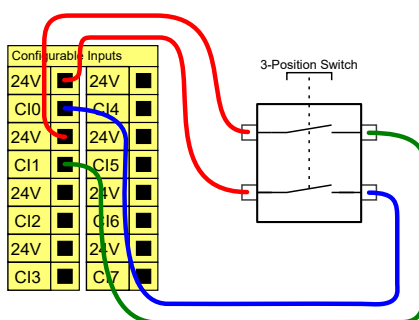 Configurable Inputs
3-Position Switch
24V 24V
CI0 CI4
24V 24V
CI1 CI5
24V 24V
CI2 CI6
24V 24V
CI3 CI7